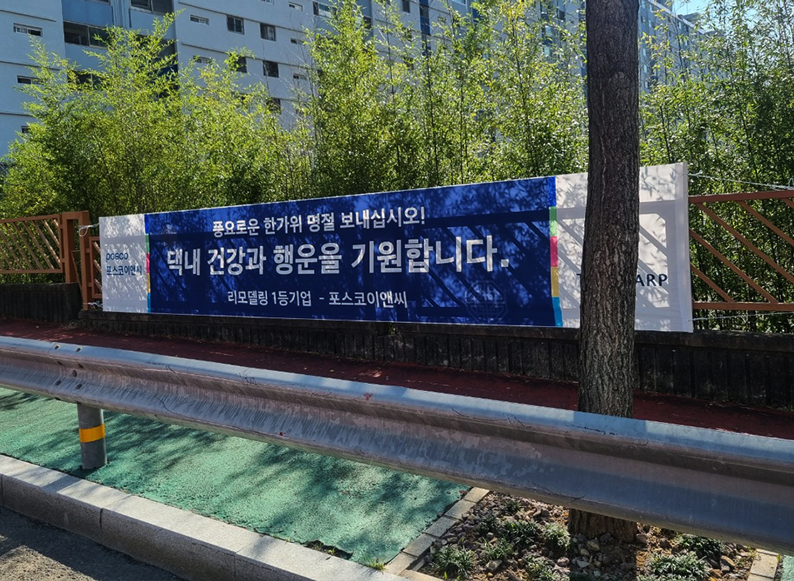 풍요로운 한가위 명절 보내십시오!
posco
포스코이앤씨
댁내 건강과 행운을 기원합니다.
리모델링 1등기업 - 포스코이앤씨